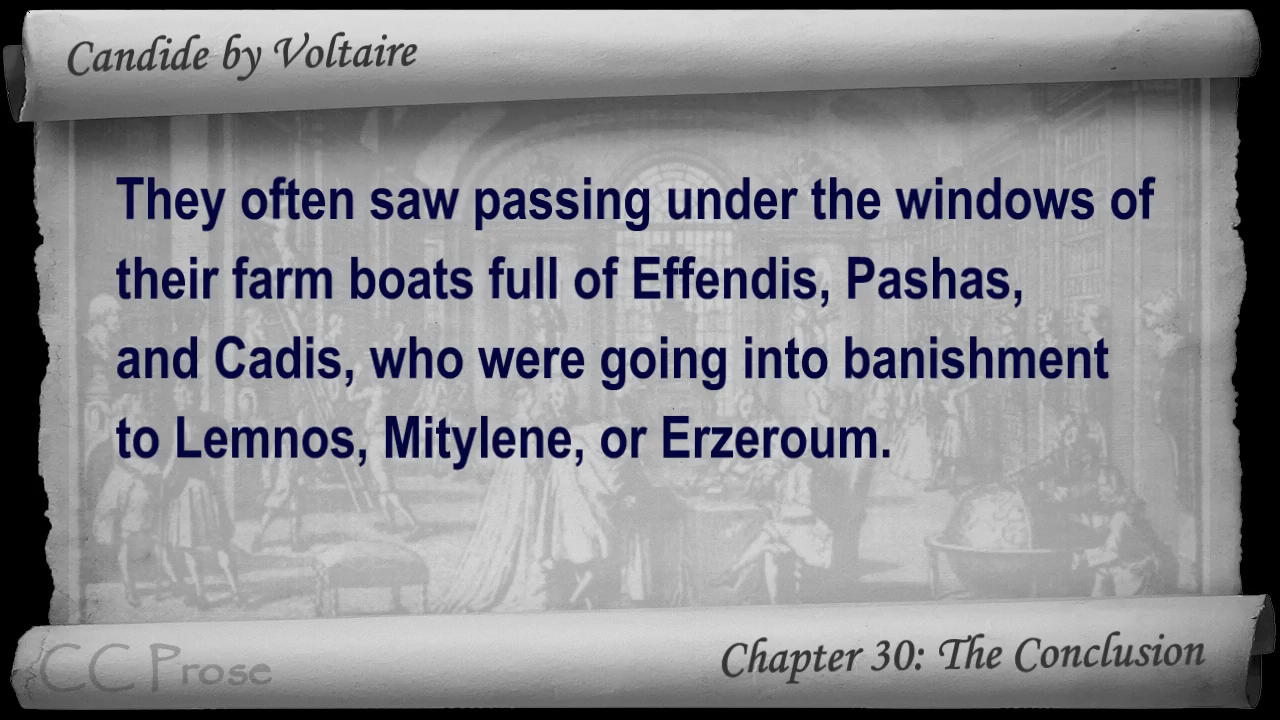 Candide by Voltaire
They often saw passing under the windows of
their farm boats full of Effendis, Pashas,
and Cadis, who were going into banishment
to Lemnos, Mitylene, or Erzeroum.
CC Prose
Chapter 30: The Conclusion